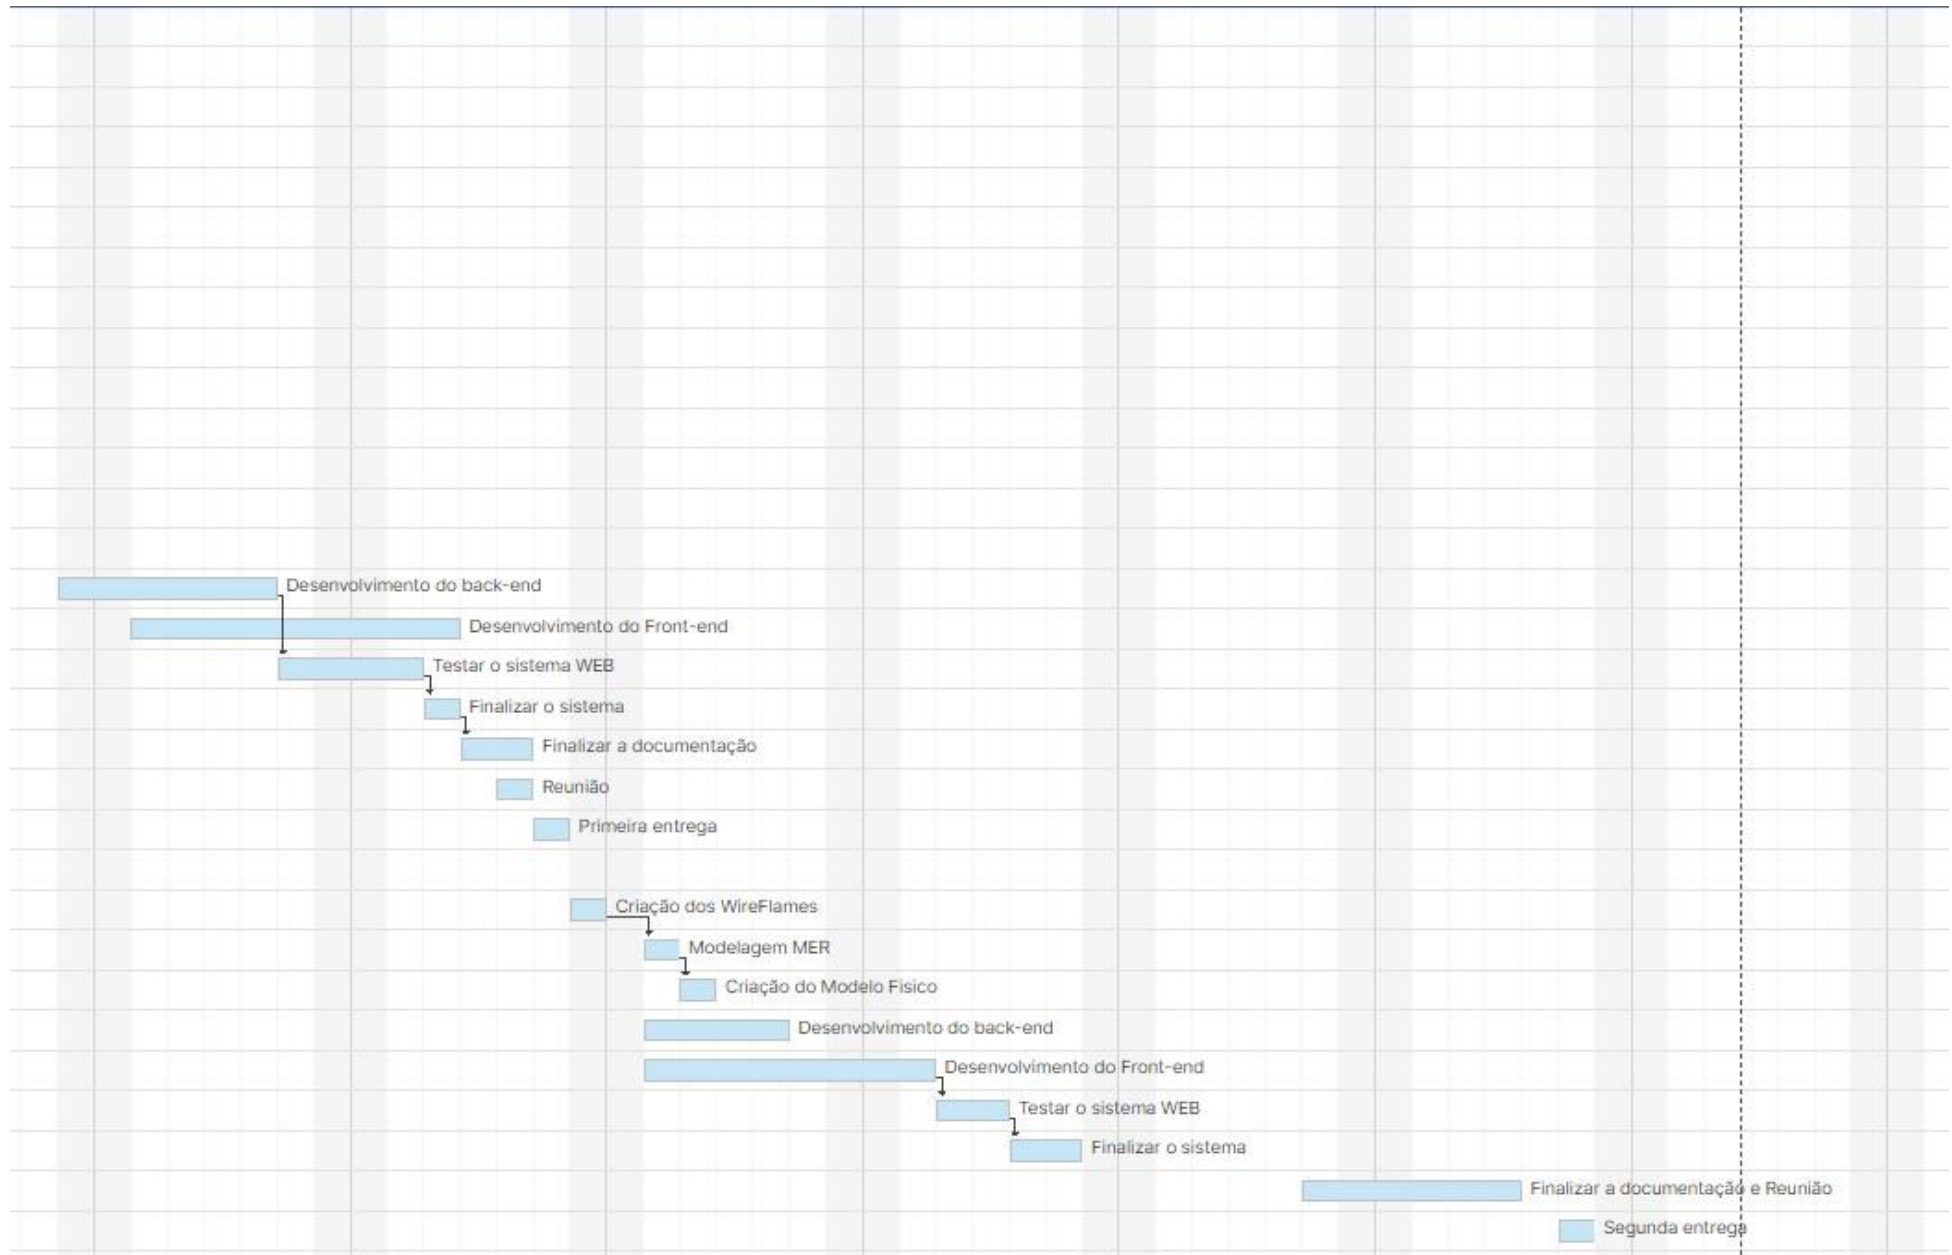 Desenvolvimento do back-end
Desenvolvimento do Front-end
Testar o sistema WEB
Finalizar o sistema
Finalizar a documentação
Reunião
Primeira entrega
Criação dos WireFlames
Modelagem MER
Criação do Modelo Fisico
Desenvolvimento do back-end
Desenvolvimento do Front-end
Testar o sistema WEB
Finalizar o sistema
Finalizar a documentação e Reunião
Segunda entrega